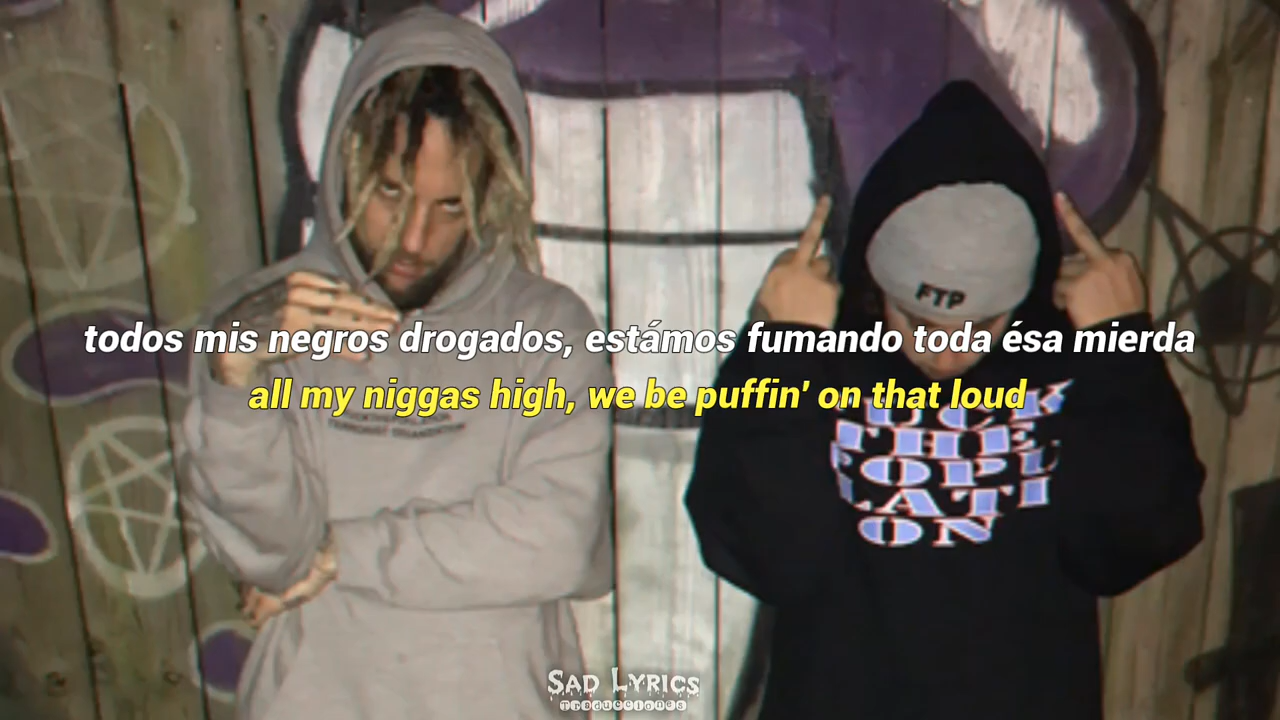 FTP
todos mis negros drogados, estámos fumando toda ésa mierda
all my niggas high, we be puffin' on that loud
THE
POPU
LATI
ON
SAD LYRICS
Traducciones